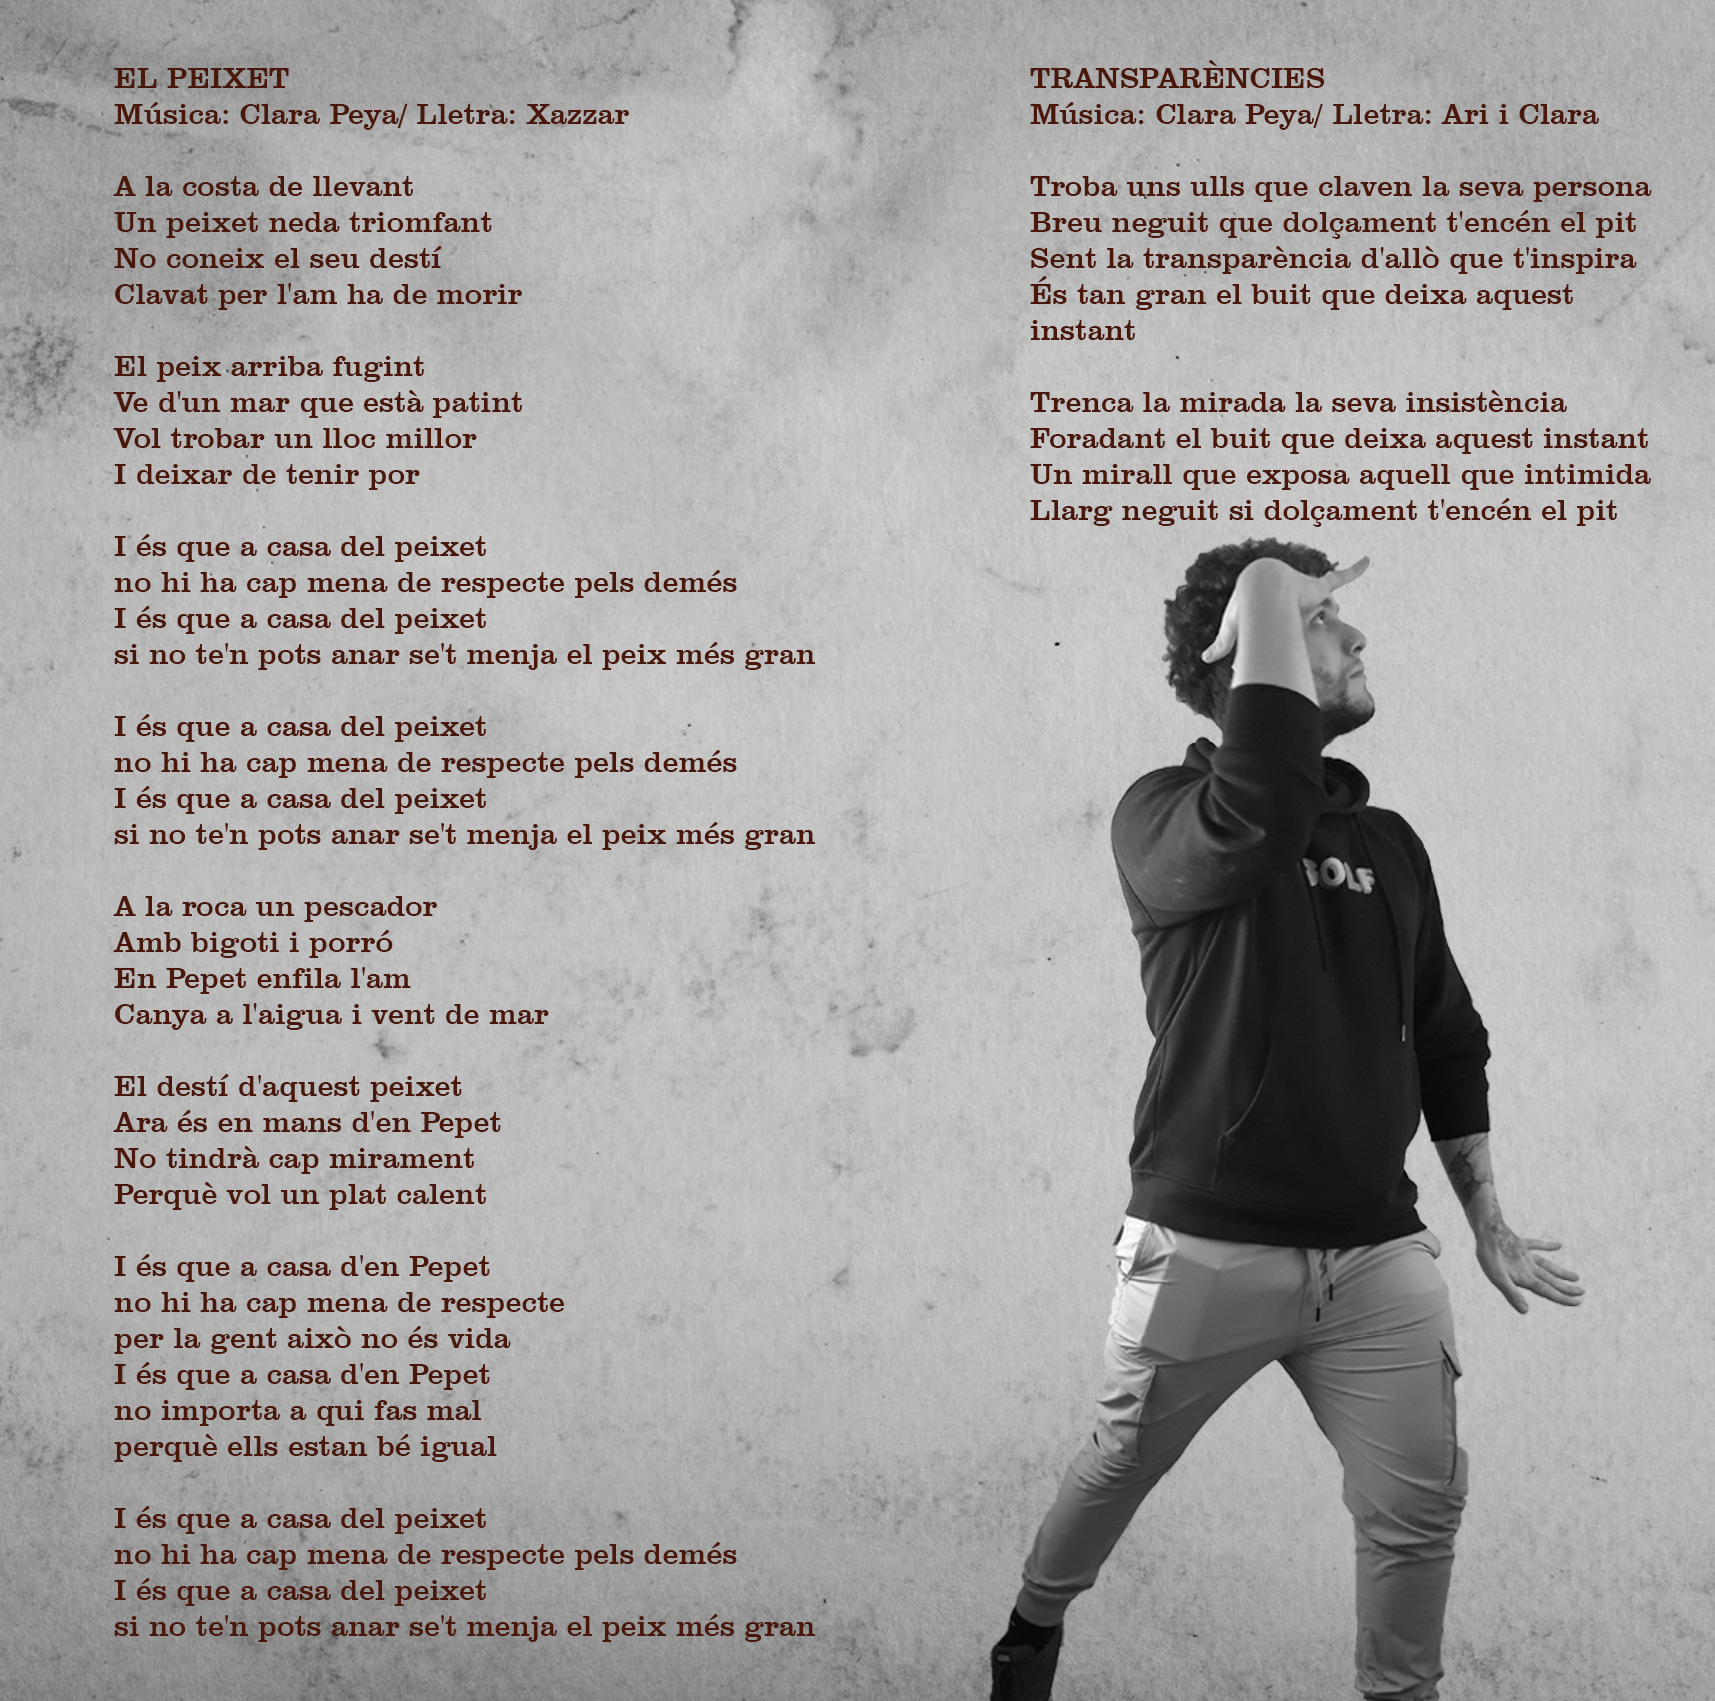 EL PEIXET
Música: Clara Peya/ Lletra: Xazzar
A la costa de llevant
Un peixet neda triomfant
No coneix el seu destí
Clavat per l'am ha de morir
El peix arriba fugint
Ve d'un mar que està patint
Vol trobar un lloc millor
I deixar de tenir por
I és que a casa del peixet
no hi ha cap mena de respecte pels demés
I és que a casa del peixet
si no te'n pots anar se't menja el peix més gran
I és que a casa del peixet
no hi ha cap mena de respecte pels demés
I és que a casa del peixet
si no te'n pots anar se't menja el peix més gran
A la roca un pescador
Amb bigoti i porró
En Pepet enfila l'am
Canya a l'aigua i vent de mar
El destí d'aquest peixet
Ara és en mans d'en Pepet
No tindrà cap mirament
Perquè vol un plat calent
I és que a casa d'en Pepet
no hi ha cap mena de respecte
per la gent això no és vida
I és que a casa d'en Pepet
no importa a qui fas mal
perquè ells estan bé igual
I és que a casa del peixet
no hi ha cap mena de respecte pels demés
I és que a casa del peixet
si no te'n pots anar se't menja el peix més gran
TRANSPARÈNCIES
Música: Clara Peya/ Lletra: Ari i Clara
Troba uns ulls que claven la seva persona
Breu neguit que dolçament t'encén el pit
Sent la transparència d'allò que t'inspira
És tan gran el buit que deixa aquest
instant
Trenca la mirada la seva insistència
Foradant el buit que deixa aquest instant
Un mirall que exposa aquell que intimida
Llarg neguit si dolçament t'encén el pit
GOLF